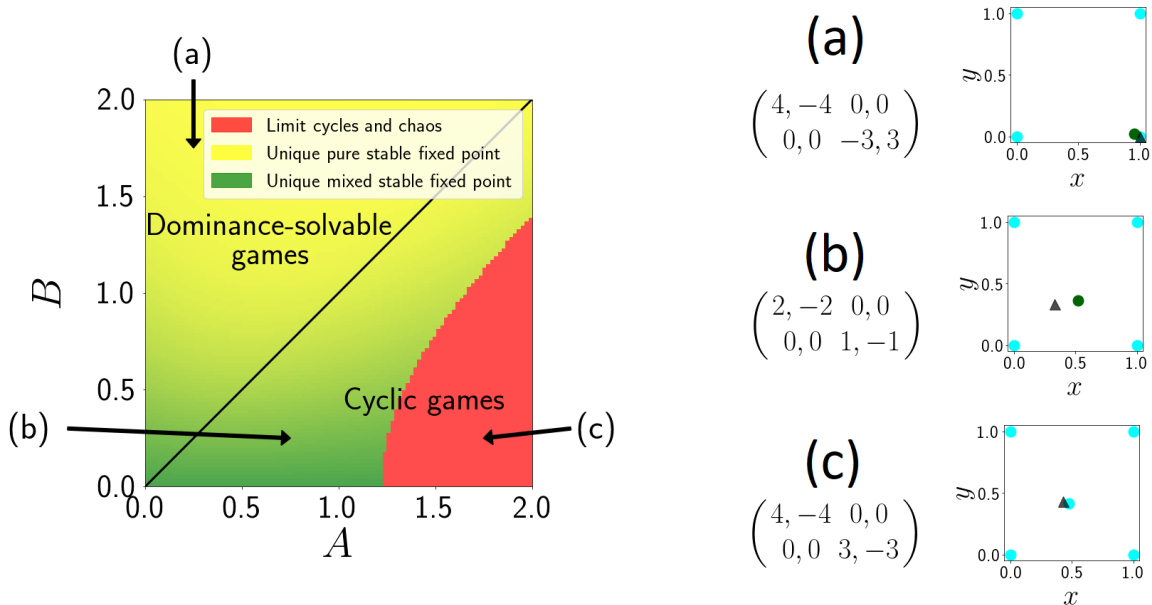 (a)
2.0
Limit cycles and chaos
Unique pure stable fixed point
Unique mixed stable fixed point
1.5
Dominance-solvable
games
B
1.0
0.5
Cyclic games
(b)
(c)
0.0
0.0 0.5 1.0 1.5 2.0
A
(a)
4, −4 0, 0
0, 0 −3, 3
1.0
y
0.5
0.0
0.0 0.5 1.0
x
(b)
2, −2 0, 0
0, 0 1, −1
1.0
y
0.5
0.0
0.0 0.5 1.0
x
(c)
4, −4 0, 0
0, 0 3, −3
1.0
y
0.5
0.0
0.0 0.5 1.0
x